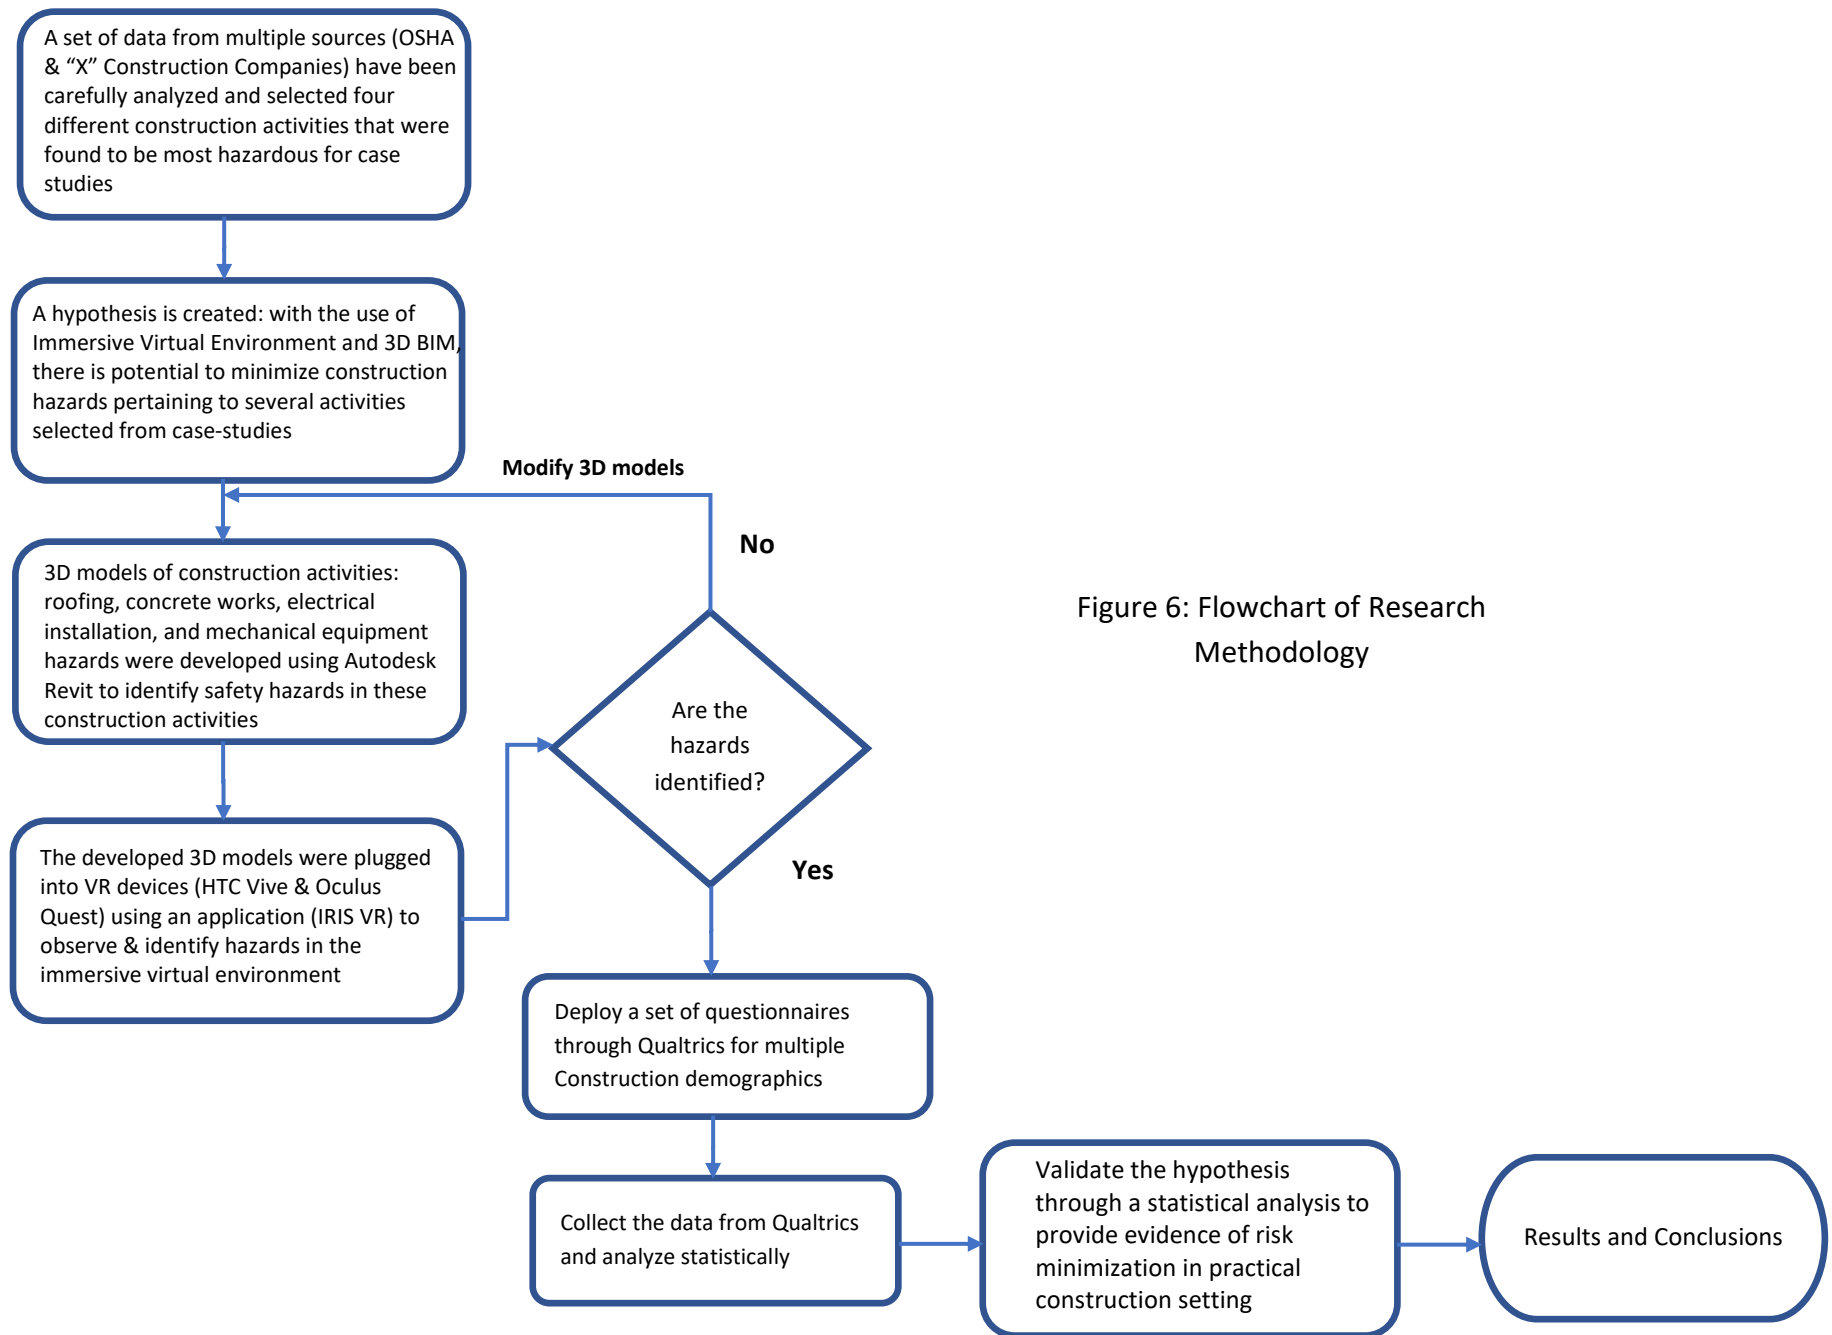 A set of data from multiple sources (OSHA
& “X” Construction Companies) have been
carefully analyzed and selected four
different construction activities that were
found to be most hazardous for case
studies
A hypothesis is created: with the use of
Immersive Virtual Environment and 3D BIM,
there is potential to minimize construction
hazards pertaining to several activities
selected from case-studies
Modify 3D models
No
3D models of construction activities:
roofing, concrete works, electrical
installation, and mechanical equipment
hazards were developed using Autodesk
Revit to identify safety hazards in these
construction activities
Figure 6: Flowchart of Research
Methodology
Are the
hazards
identified?
The developed 3D models were plugged
into VR devices (HTC Vive & Oculus
Quest) using an application (IRIS VR) to
observe & identify hazards in the
immersive virtual environment
Yes
Deploy a set of questionnaires
through Qualtrics for multiple
Construction demographics
Collect the data from Qualtrics
and analyze statistically
Validate the hypothesis
through a statistical analysis to
provide evidence of risk
minimization in practical
construction setting
Results and Conclusions